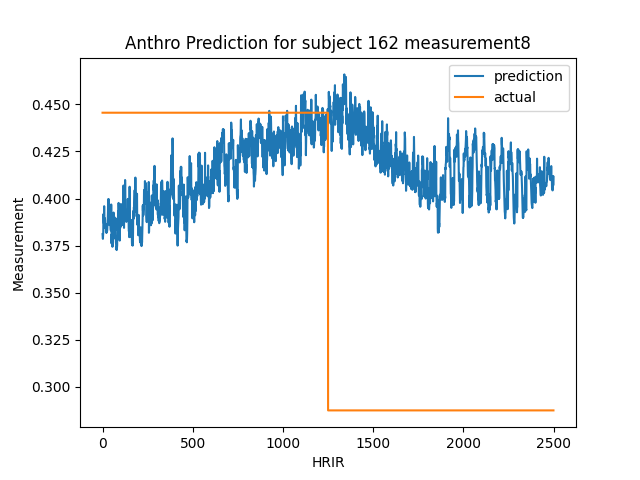 Anthro Prediction for subject 162 measurement8
prediction
actual
Measurement
0.450
0.425
0.400
0.375
0.350
0.325
0.300
0
500
1000
1500
2000
2500
HRIR